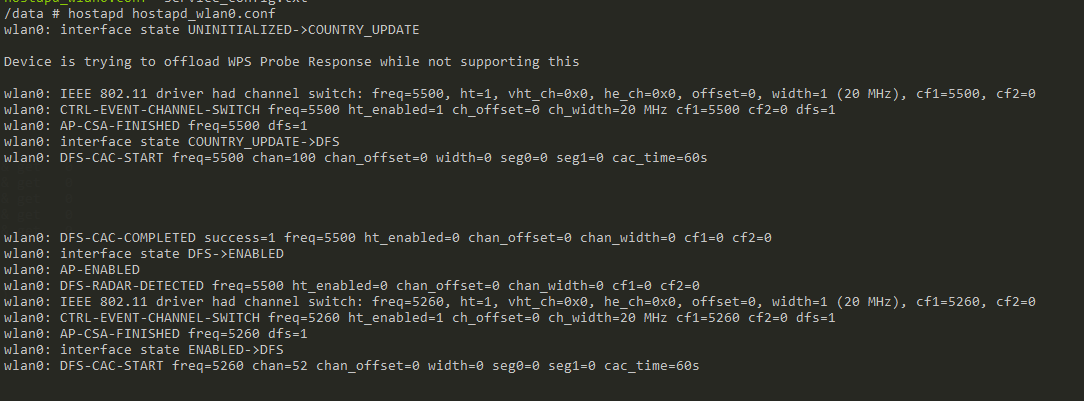 /data # hostapd hostapd_wlan0.conf
wlan0: interface state UNINITIALIZED->COUNTRY_UPDATE
Device is trying to offload WPS Probe Response while not supporting this
wlan0: IEEE 802.11 driver had channel switch: freq=5500, ht=1, vht_ch=0x0, he_ch=0x0, offset=0, width=1 (20 MHz), cf1=5500, cf2=0
wlan0: CTRL-EVENT-CHANNEL-SWITCH freq=5500 ht_enabled=1 ch_offset=0 ch_width=20 MHz cf1=5500 cf2=0 dfs=1
wlan0: AP-CSA-FINISHED freq=5500 dfs=1
wlan0: interface state COUNTRY_UPDATE->DFS
wlan0: DFS-CAC-START freq=5500 chan=100 chan_offset=0 width=0 seg0=0 seg1=0 cac_time=60s
wlan0: DFS-CAC-COMPLETED success=1 freq=5500 ht_enabled=0 chan_offset=0 chan_width=0 cf1=0 cf2=0
wlan0: interface state DFS->ENABLED
wlan0: AP-ENABLED
wlan0: DFS-RADAR-DETECTED freq=5500 ht_enabled=0 chan_offset=0 chan_width=0 cf1=0 cf2=0
wlan0: IEEE 802.11 driver had channel switch: freq=5260, ht=1, vht_ch=0x0, he_ch=0x0, offset=0, width=1 (20 MHz), cf1=5260, cf2=0
wlan0: CTRL-EVENT-CHANNEL-SWITCH freq=5260 ht_enabled=1 ch_offset=0 ch_width=20 MHz cf1=5260 cf2=0 dfs=1
wlan0: AP-CSA-FINISHED freq=5260 dfs=1
wlan0: interface state ENABLED->DFS
wlan0: DFS-CAC-START freq=5260 chan=52 chan_offset=0 width=0 seg0=0 seg1=0 cac_time=60s